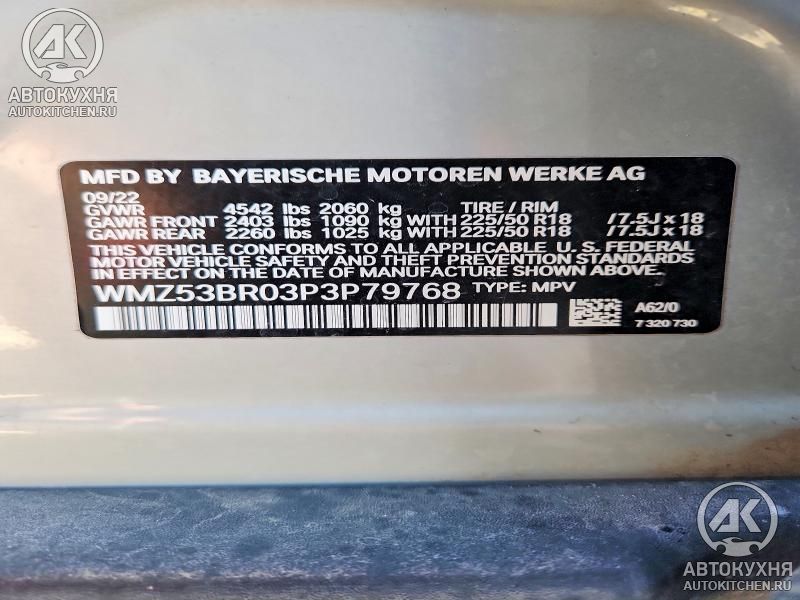 AK
АВТОКУХНЯ
AUTOKITCHEN.RU
MFD BY BAYERISCHE MOTOREN WERKE AG
09/22
GVWR 4542 lbs 2060 kg TIRE / RIM
GAWR FRONT 2403 lbs 1090 kg WITH 225/50 R18 /7.5J x 18
GAWR REAR 2260 lbs 1025 kg WITH 225/50 R18 /7.5J x 18
THIS VEHICLE CONFORMS TO ALL APPLICABLE U. S. FEDERAL
MOTOR VEHICLE SAFETY AND THEFT PREVENTION STANDARDS
IN EFFECT ON THE DATE OF MANUFACTURE SHOWN ABOVE.
WMZ53BR03P3P79768 TYPE: MPV
A62/0
7 320 730
AK
АВТОКУХНЯ
AUTOKITCHEN.RU